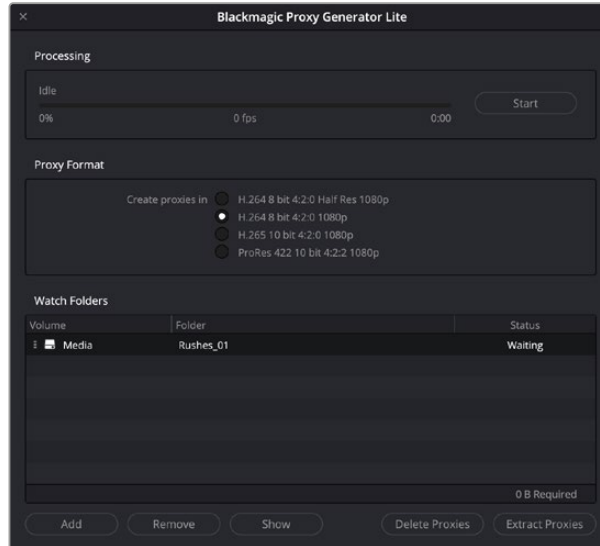 Blackmagic Proxy Generator Lite
Processing
Idle
Start
0% 0 fps 0:00
Proxy Format
Create proxies in H.264 8 bit 4:2:0 Half Res 1080p
H.264 8 bit 4:2:0 1080p
H.265 10 bit 4:2:0 1080p
ProRes 422 10 bit 4:2:2 1080p
Watch Folders
Volume Folder Status
Media Rushes_01 Waiting
0 B Required
Add Remove Show Delete Proxies Extract Proxies